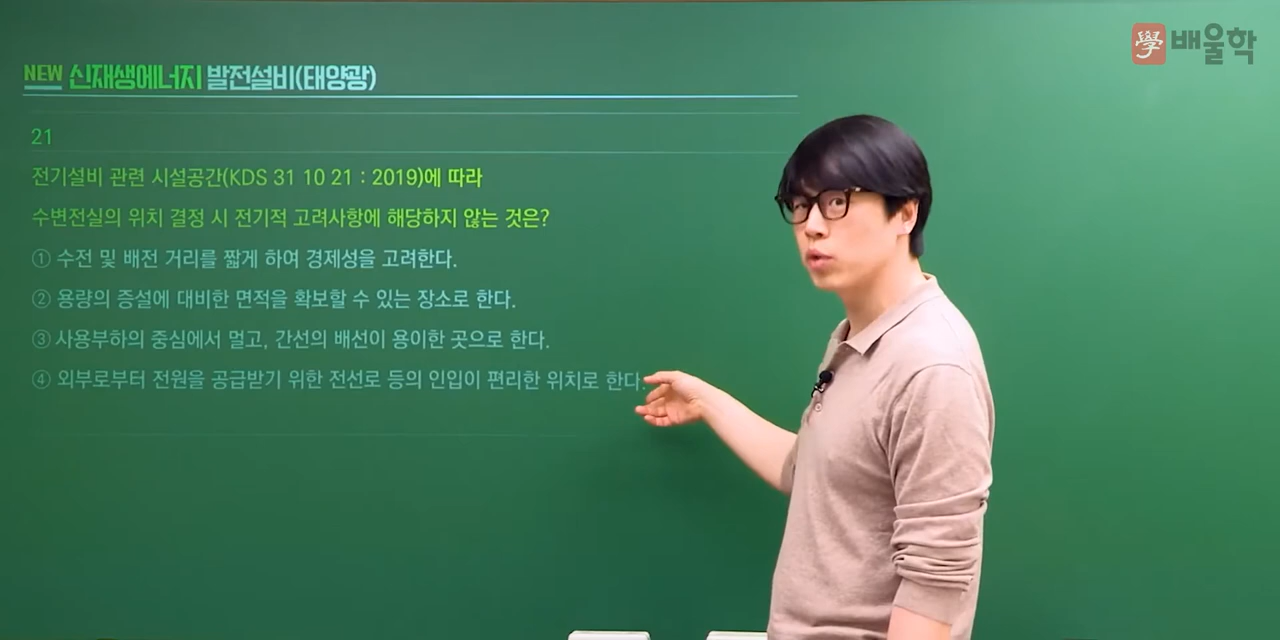 學 배울학
NEW 신재생에너지 발전설비(태양광)
21
전기설비 관련 시설공간(KDS 31 10 21 : 2019)에 따라
수변전실의 위치 결정 시 전기적 고려사항에 해당하지 않는 것은?
① 수전 및 배전 거리를 짧게 하여 경제성을 고려한다.
② 용량의 증설에 대비한 면적을 확보할 수 있는 장소로 한다.
③ 사용부하의 중심에서 멀고, 간선의 배선이 용이한 곳으로 한다.
④ 외부로부터 전원을 공급받기 위한 전선로 등의 인입이 편리한 위치로 한다.